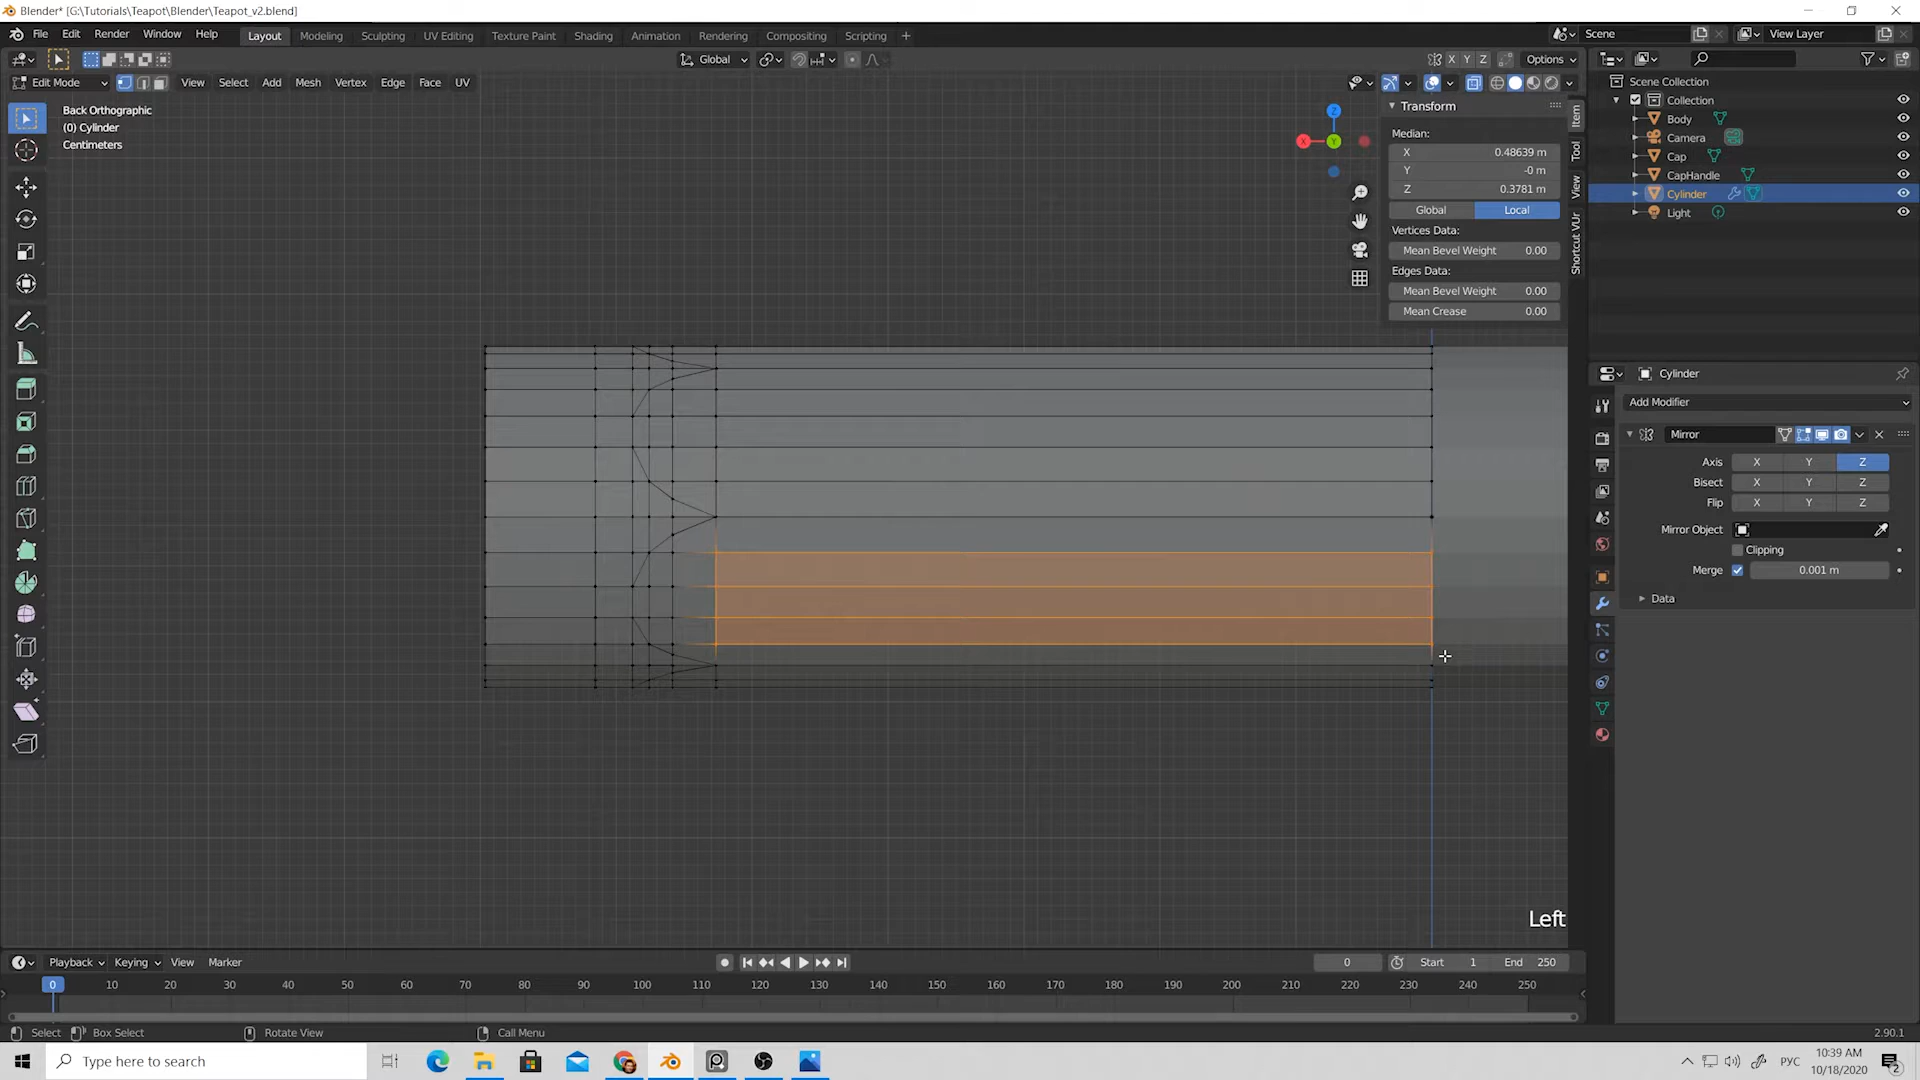 Blender* [G:\Tutorials\Teapot\Blender\Teapot_v2.blend]
File Edit Render Window Help Layout Modeling Sculpting UV Editing Texture Paint Shading Animation Rendering Compositing Scripting + Scene View Layer
Global X Y Z Options
Edit Mode View Select Add Mesh Vertex Edge Face UV
Back Orthographic
(0) Cylinder
Centimeters
Z
X
Y
Transform
Median:
X 0.48639 m
Y -0 m
Z 0.3781 m
Global Local
Vertices Data:
Mean Bevel Weight 0.00
Edges Data:
Mean Bevel Weight 0.00
Mean Crease 0.00
Item
Tool
View
Shortcut VUr
Scene Collection
Collection
Body
Camera
Cap
CapHandle
Cylinder
Light
Cylinder
Add Modifier
Mirror
Axis X Y Z
Bisect X Y Z
Flip X Y Z
Mirror Object
Clipping
Merge 0.001 m
Data
Left
Playback Keying View Marker 0 Start 1 End 250
0 10 20 30 40 50 60 70 80 90 100 110 120 130 140 150 160 170 180 190 200 210 220 230 240 250
Select Box Select Rotate View Call Menu 2.90.1
Type here to search
РУС
10:39 AM
10/18/2020
2